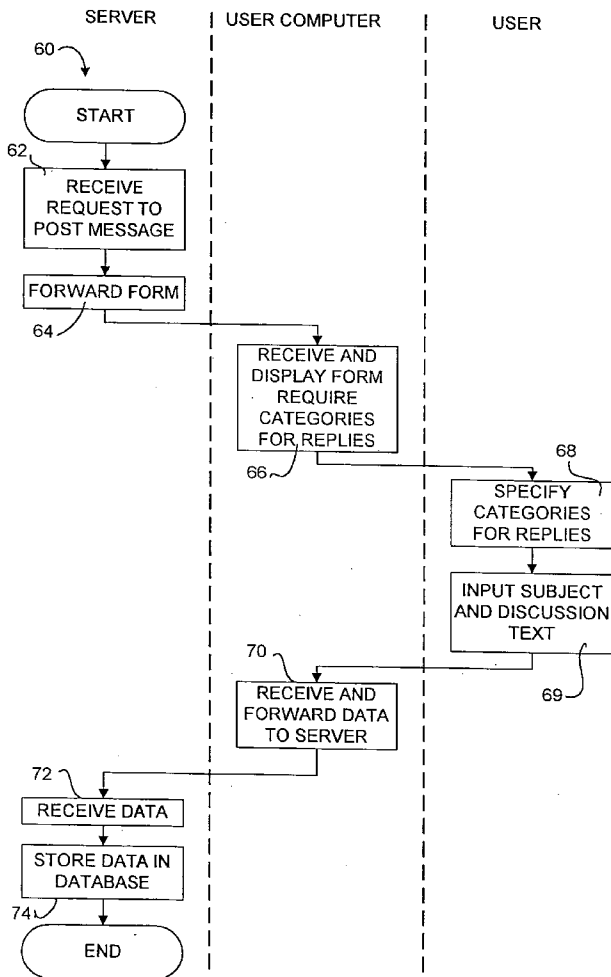 SERVER
USER COMPUTER
USER
60
START
62
RECEIVE
REQUEST TO
POST MESSAGE
FORWARD FORM
64
RECEIVE AND
DISPLAY FORM
REQUIRE
CATEGORIES
FOR REPLIES
66
68
SPECIFY
CATEGORIES
FOR REPLIES
INPUT SUBJECT
AND DISCUSSION
TEXT
69
70
RECEIVE AND
FORWARD DATA
TO SERVER
72
RECEIVE DATA
STORE DATA IN
DATABASE
74
END